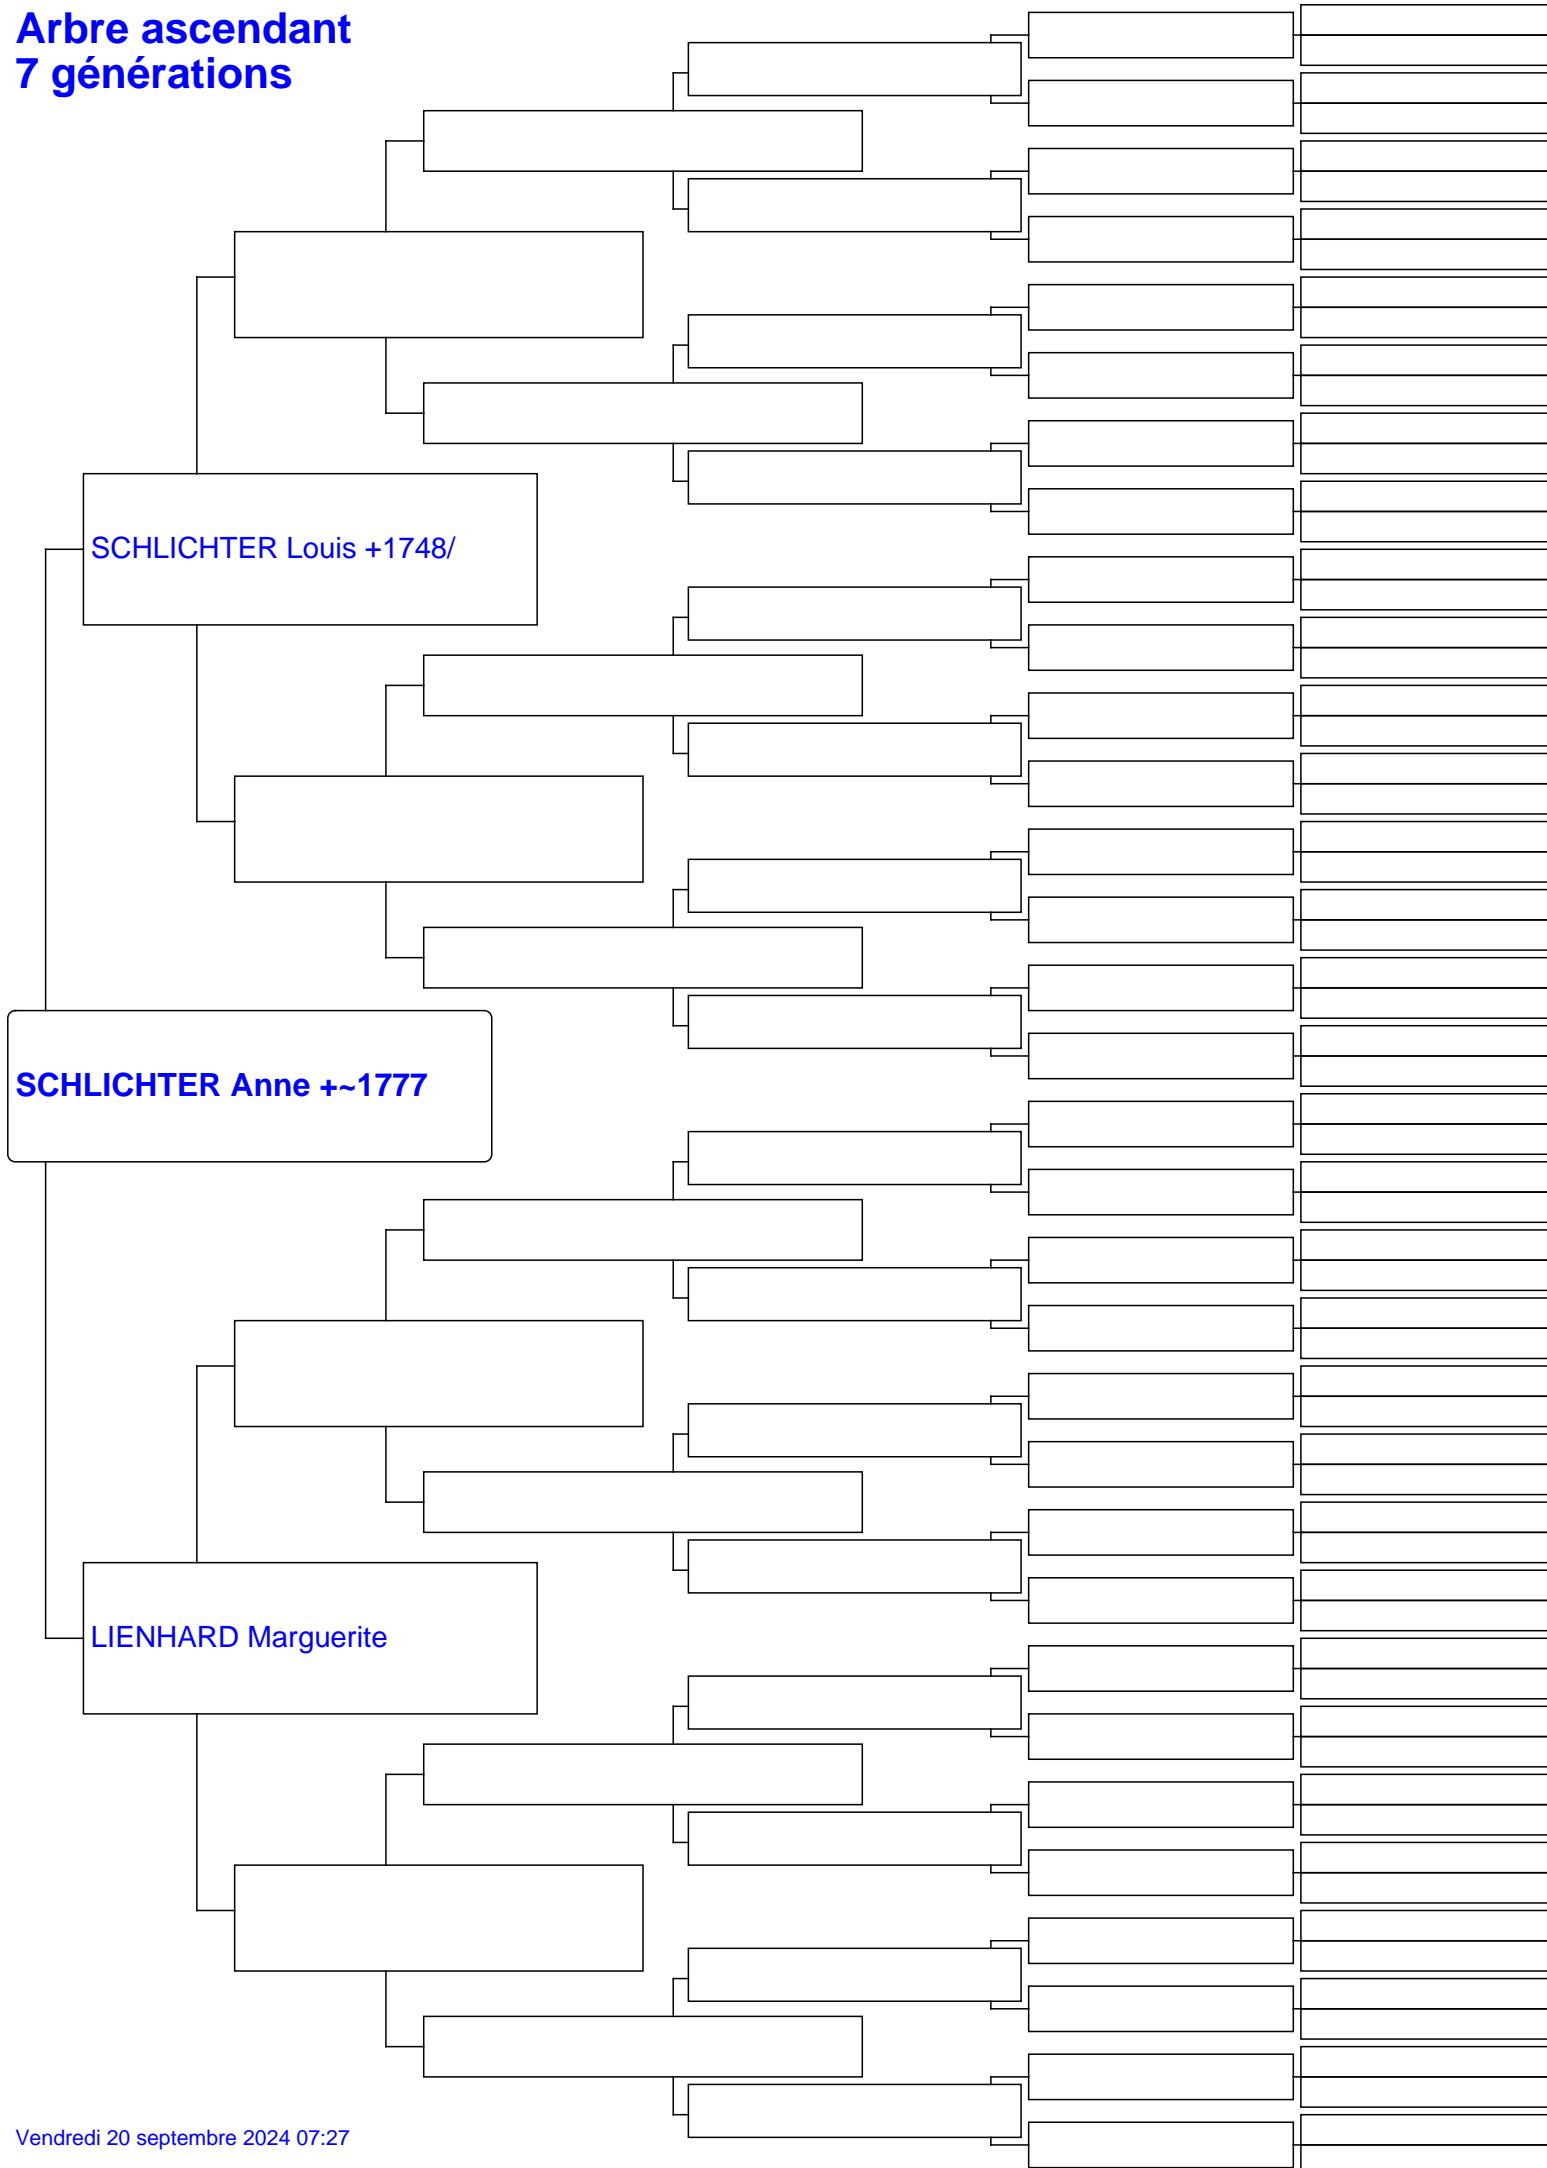 Arbre ascendant
7 générations
SCHLICHTER Louis +1748/
SCHLICHTER Anne +~1777
LIENHARD Marguerite
Vendredi 20 septembre 2024 07:27